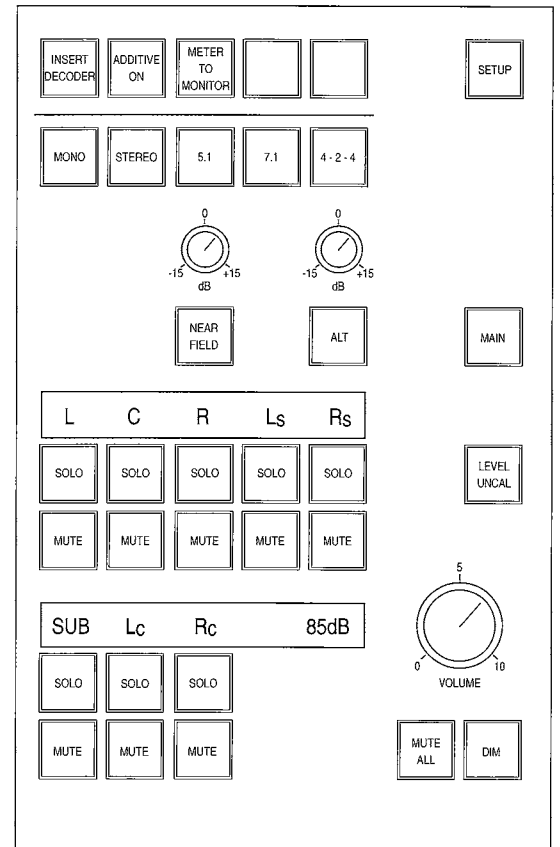 INSERT DECODER
ADDITIVE ON
METER TO MONITOR
SETUP
MONO STEREO 5.1 7.1 4 - 2 - 4
0 0
-15 +15 -15 +15
dB dB
NEAR FIELD
ALT
MAIN
L C R Ls Rs
SOLO SOLO SOLO SOLO SOLO
LEVEL UNCAL
MUTE MUTE MUTE MUTE MUTE
5
SUB Lc Rc 85dB
0 10
VOLUME
SOLO SOLO SOLO
MUTE MUTE MUTE
MUTE ALL
DIM